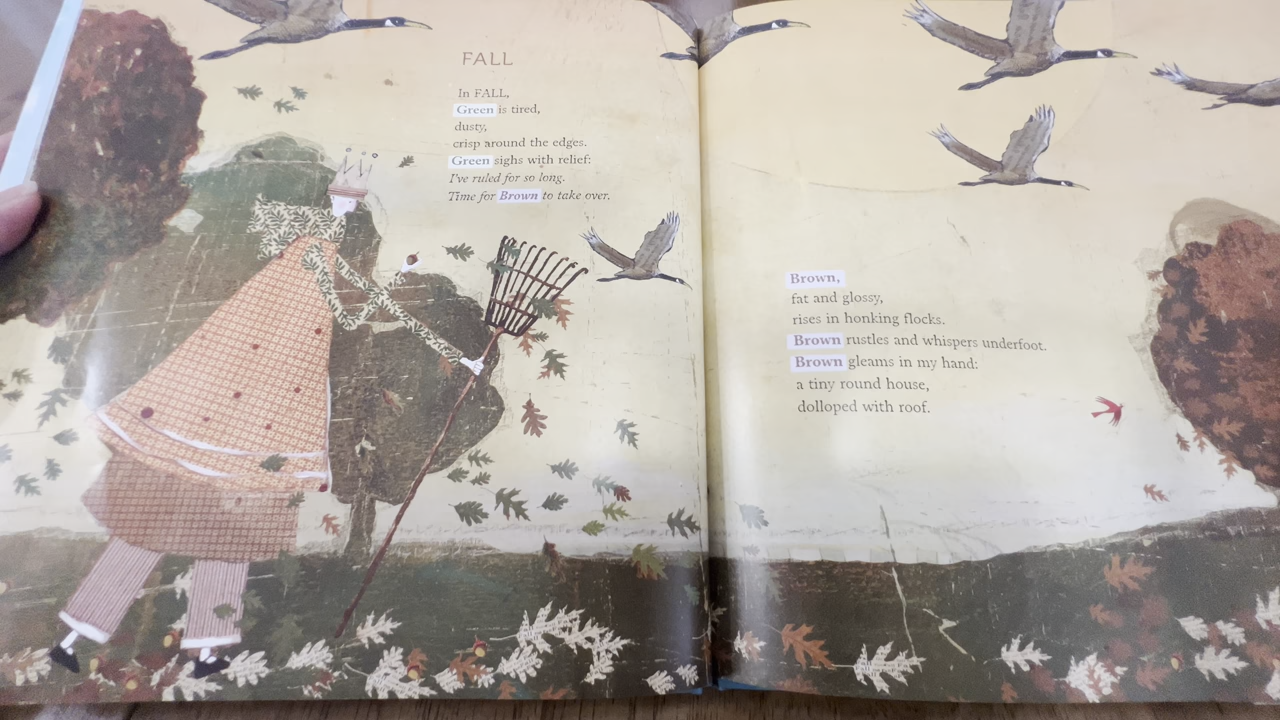 FALL
In FALL,
Green is tired,
dusty,
crisp around the edges.
Green sighs with relief:
I've ruled for so long.
Time for Brown to take over.
Brown,
fat and glossy,
rises in honking flocks.
Brown rustles and whispers underfoot.
Brown gleams in my hand:
a tiny round house,
dolloped with roof.